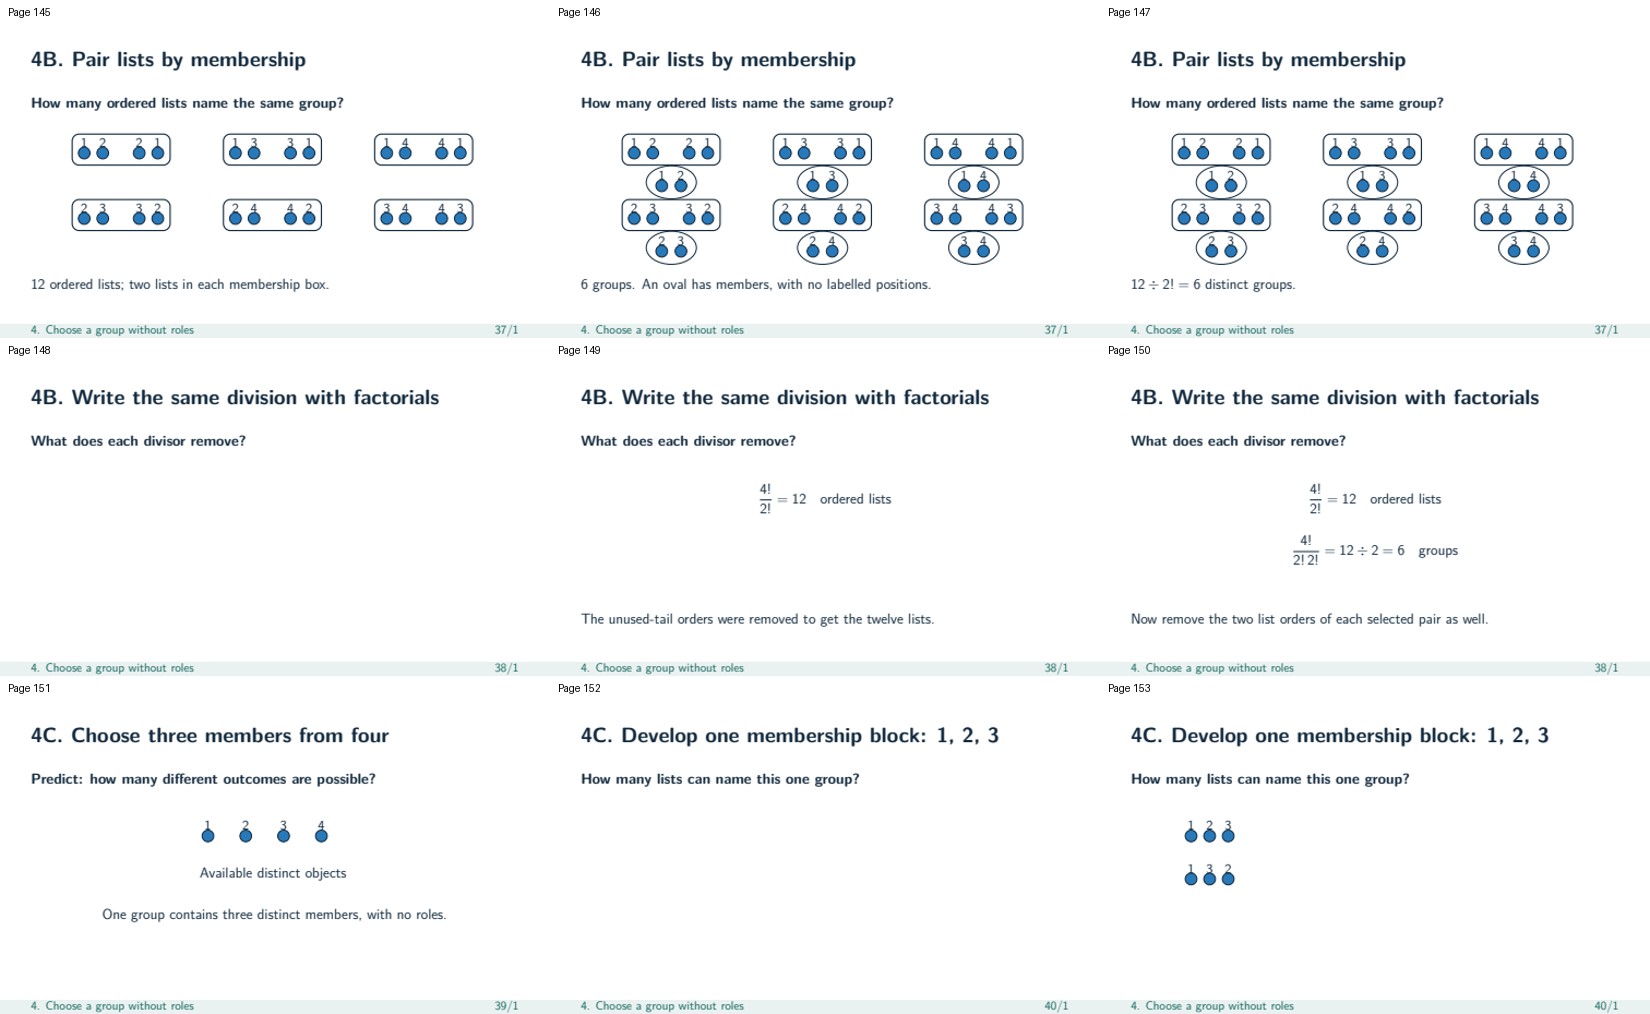 Page 145
4B. Pair lists by membership
How many ordered lists name the same group?
1 2 2 1 1 3 3 1 1 4 4 1
2 3 3 2 2 4 4 2 3 4 4 3
12 ordered lists; two lists in each membership box.
4. Choose a group without roles 37/1
Page 146
4B. Pair lists by membership
How many ordered lists name the same group?
1 2 2 1 1 3 3 1 1 4 4 1
1 2 1 3 1 4
2 3 3 2 2 4 4 2 3 4 4 3
2 3 2 4 3 4
6 groups. An oval has members, with no labelled positions.
4. Choose a group without roles 37/1
Page 147
4B. Pair lists by membership
How many ordered lists name the same group?
1 2 2 1 1 3 3 1 1 4 4 1
1 2 1 3 1 4
2 3 3 2 2 4 4 2 3 4 4 3
2 3 2 4 3 4
12 ÷ 2! = 6 distinct groups.
4. Choose a group without roles 37/1
Page 148
4B. Write the same division with factorials
What does each divisor remove?
4. Choose a group without roles 38/1
Page 149
4B. Write the same division with factorials
What does each divisor remove?
4!/2! = 12 ordered lists
The unused-tail orders were removed to get the twelve lists.
4. Choose a group without roles 38/1
Page 150
4B. Write the same division with factorials
What does each divisor remove?
4!/2! = 12 ordered lists
4!/2! 2! = 12 ÷ 2 = 6 groups
Now remove the two list orders of each selected pair as well.
4. Choose a group without roles 38/1
Page 151
4C. Choose three members from four
Predict: how many different outcomes are possible?
1 2 3 4
Available distinct objects
One group contains three distinct members, with no roles.
4. Choose a group without roles 39/1
Page 152
4C. Develop one membership block: 1, 2, 3
How many lists can name this one group?
4. Choose a group without roles 40/1
Page 153
4C. Develop one membership block: 1, 2, 3
How many lists can name this one group?
1 2 3
1 3 2
4. Choose a group without roles 40/1